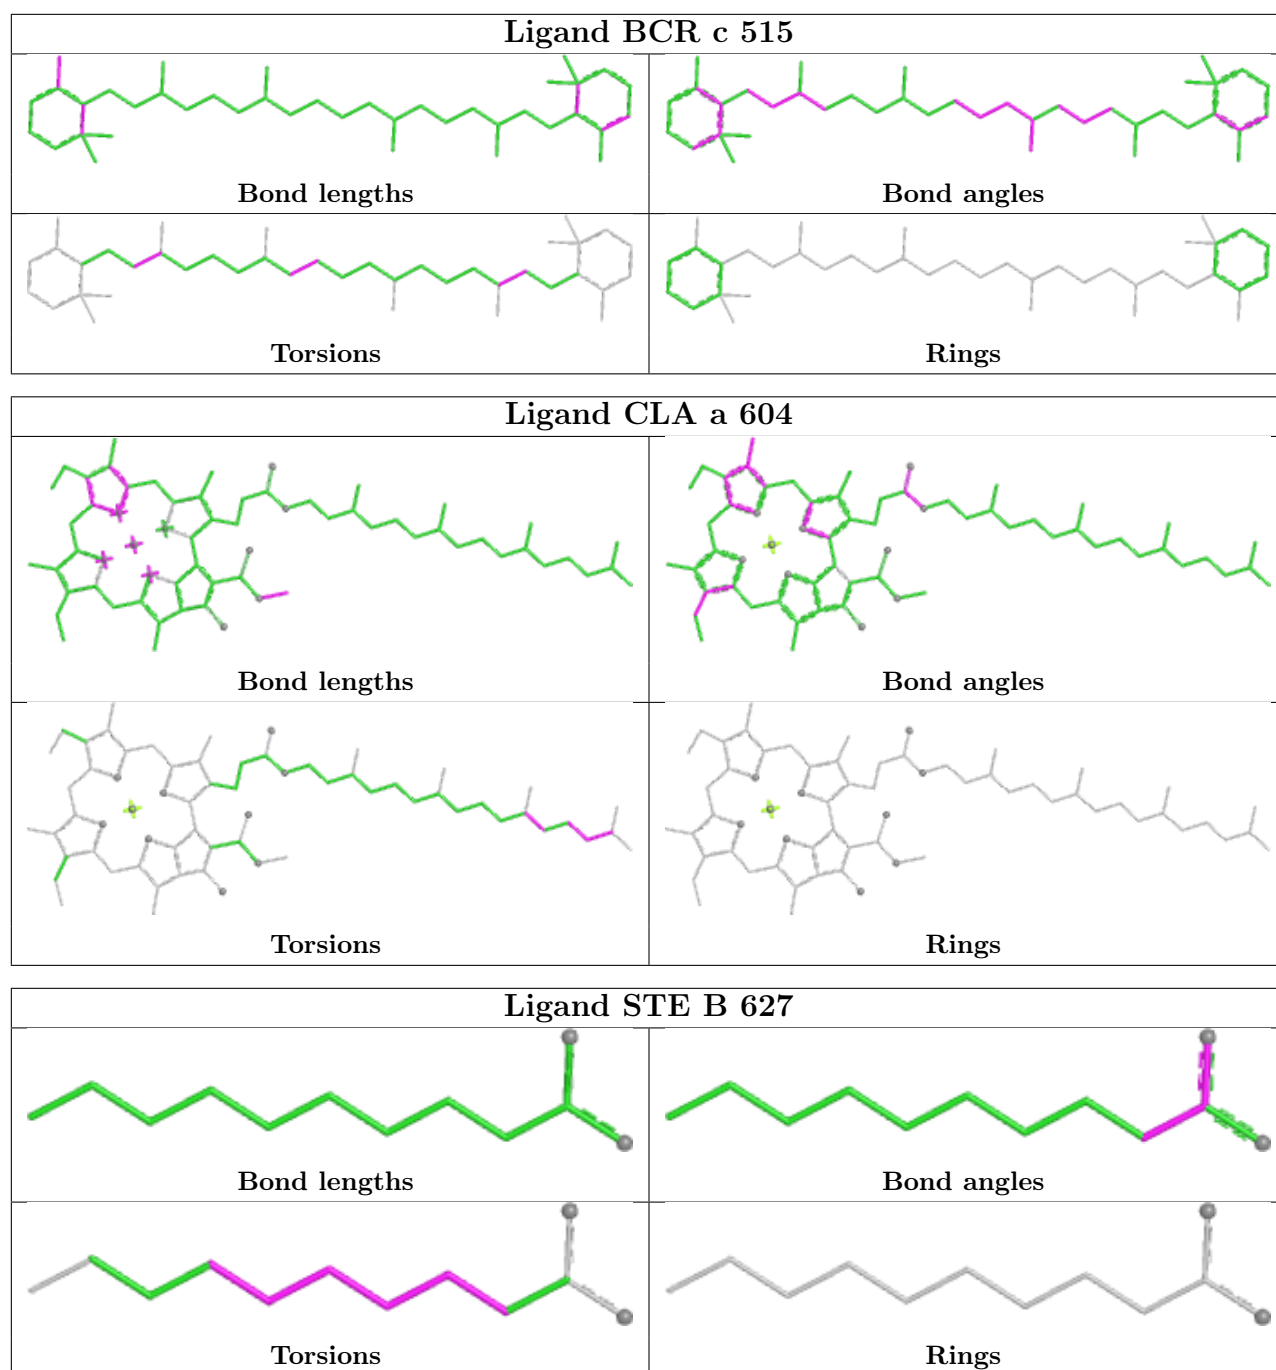 Ligand BCR c 515
Bond lengths
Bond angles
Torsions
Rings
Ligand CLA a 604
Bond lengths
Bond angles
Torsions
Rings
Ligand STE B 627
Bond lengths
Bond angles
Torsions
Rings